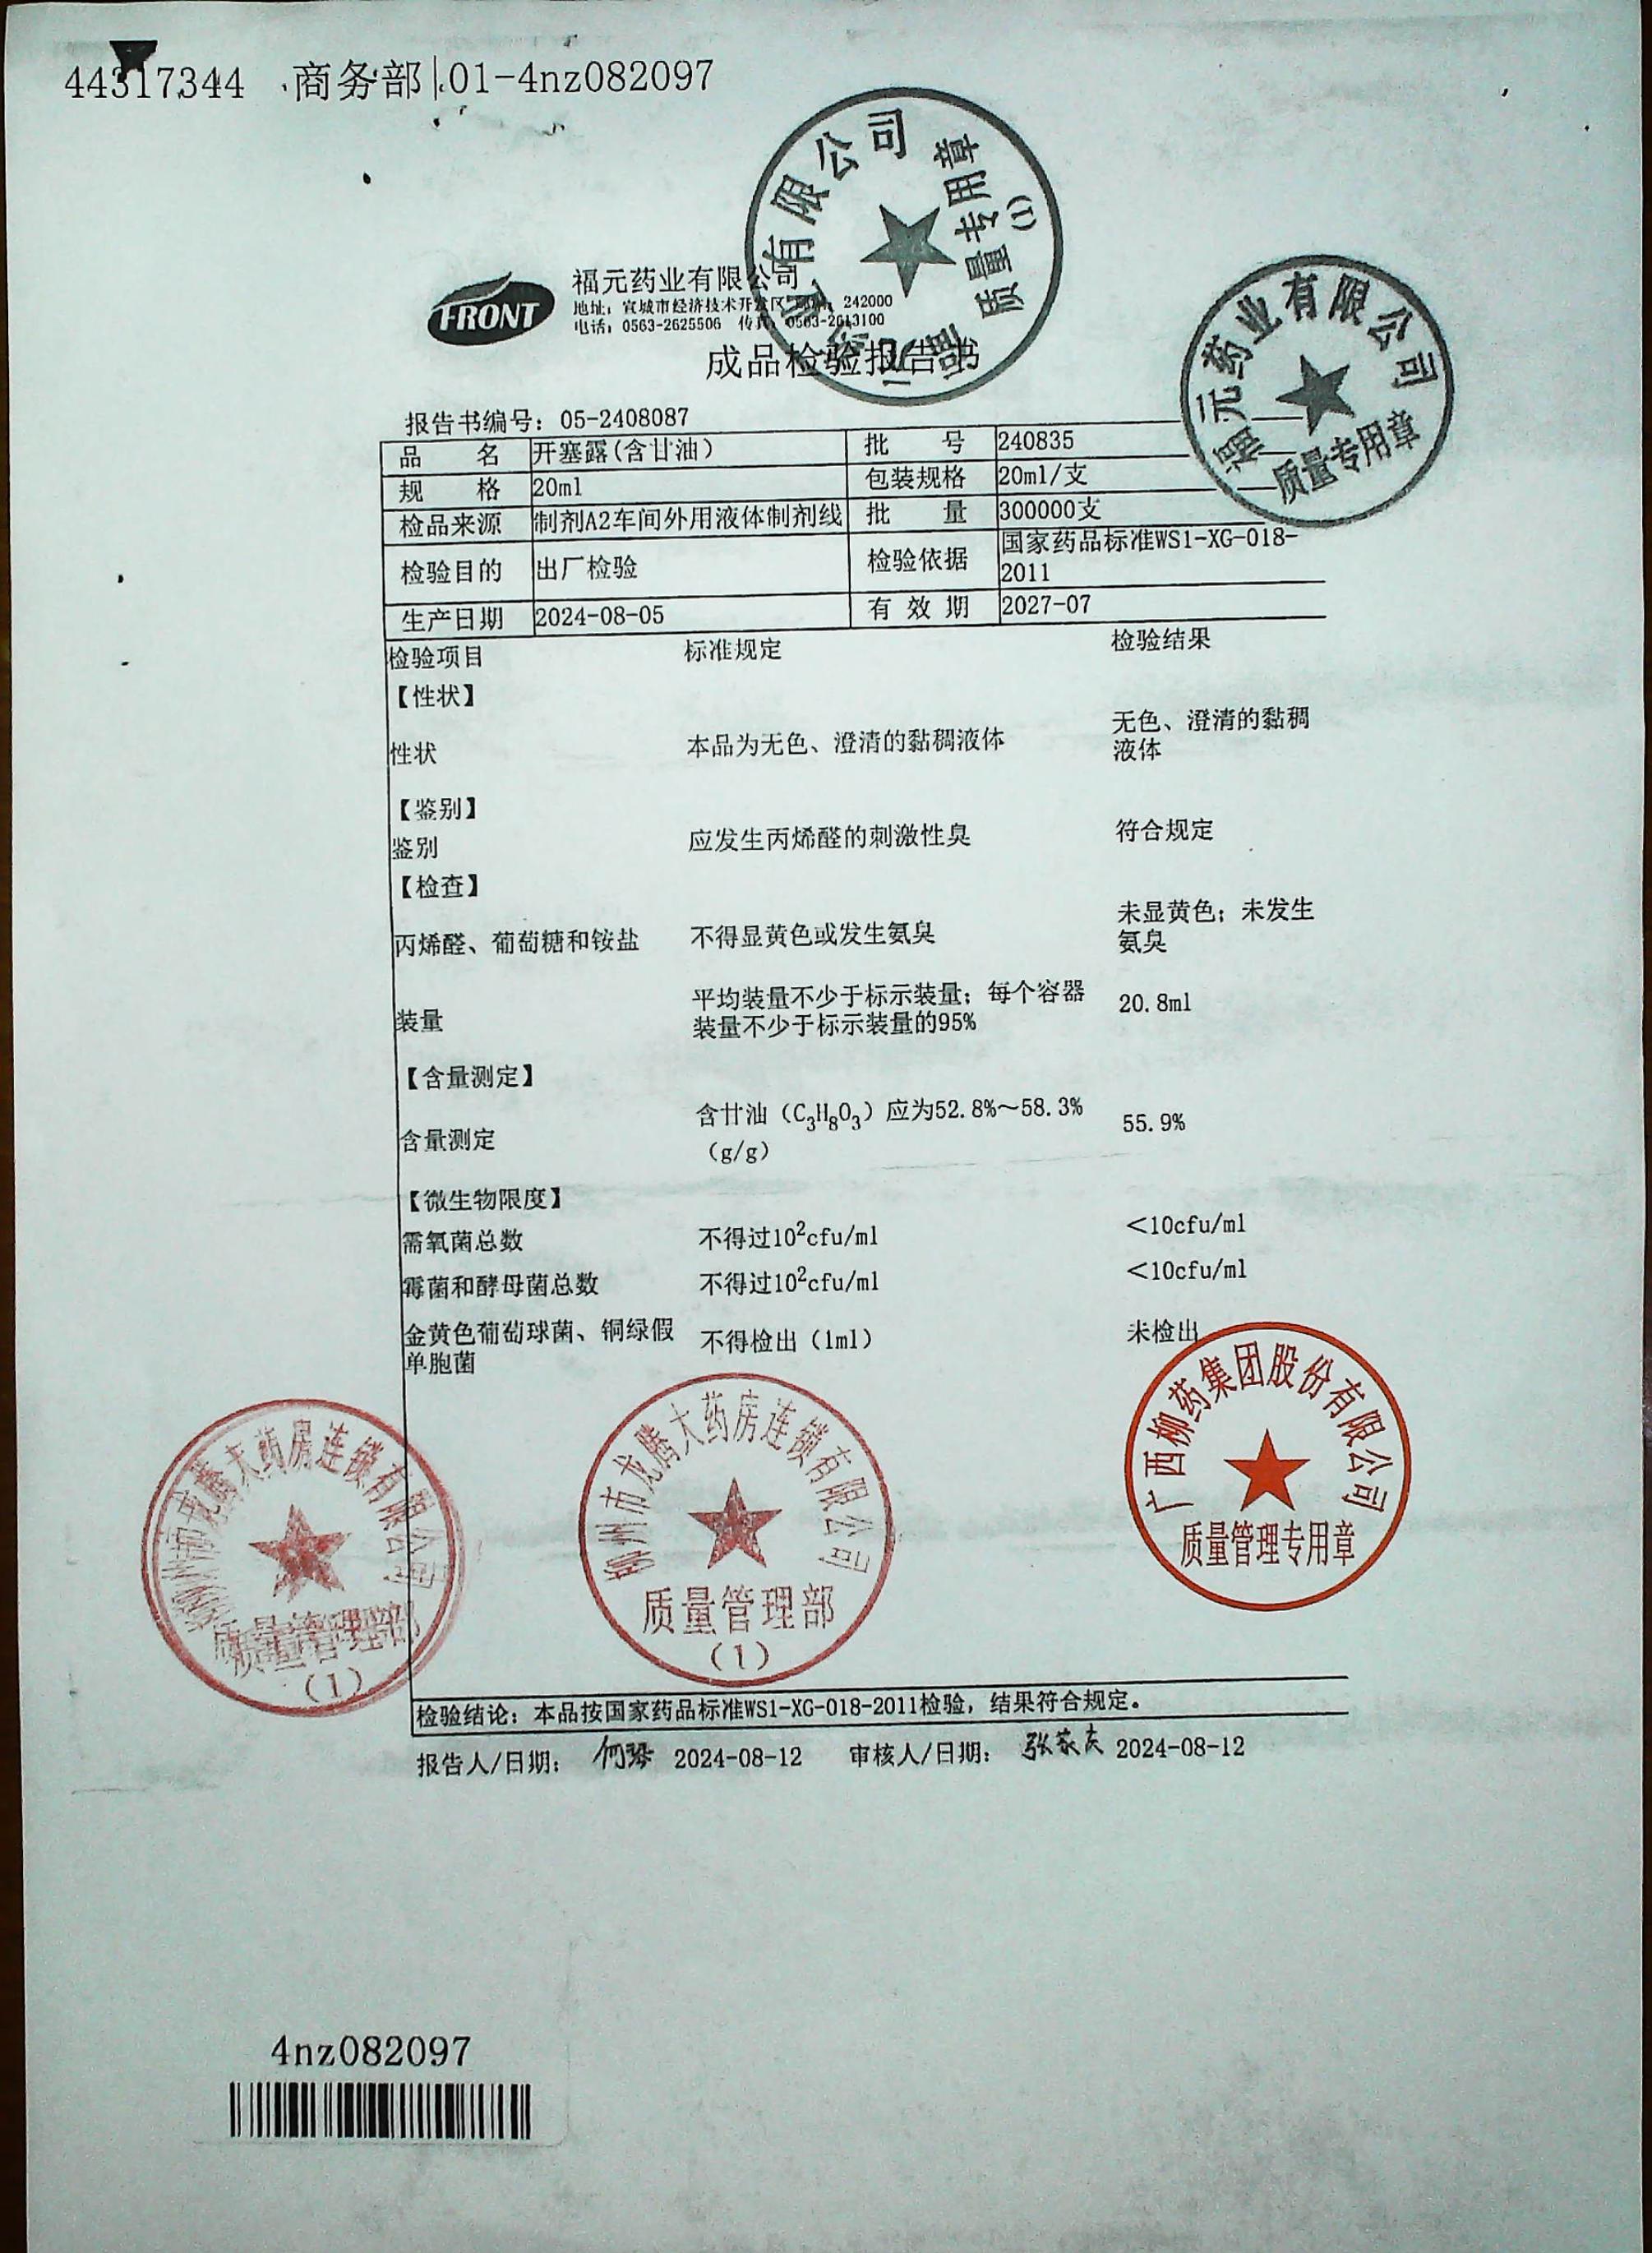 44317344 商务部|01-4nz082097
FRONT
福元药业有限公司
地址：宣城市经济技术开发区 242000
电话：0563-2625506 传真：0563-2613100
成品检验报告书
有限公司
质量专用章
(1)
福元药业有限公司
质量专用章
报告书编号：05-2408087
品 名 开塞露(含甘油) 批 号 240835
规 格 20ml 包装规格 20ml/支
检品来源 制剂A2车间外用液体制剂线 批 量 300000支
检验目的 出厂检验 检验依据 国家药品标准WS1-XG-018-
2011
生产日期 2024-08-05 有 效 期 2027-07
检验项目 标准规定 检验结果
【性状】
性状 本品为无色、澄清的黏稠液体 无色、澄清的黏稠
液体
【鉴别】
鉴别 应发生丙烯醛的刺激性臭 符合规定
【检查】
丙烯醛、葡萄糖和铵盐 不得显黄色或发生氨臭 未显黄色；未发生
氨臭
装量 平均装量不少于标示装量；每个容器 20.8ml
装量不少于标示装量的95%
【含量测定】
含量测定 含甘油（C₃H₈O₃）应为52.8%～58.3% 55.9%
（g/g）
【微生物限度】
需氧菌总数 不得过10²cfu/ml ＜10cfu/ml
霉菌和酵母菌总数 不得过10²cfu/ml ＜10cfu/ml
金黄色葡萄球菌、铜绿假 不得检出（1ml） 未检出
单胞菌
柳州市龙腾大药房连锁有限公司
质量管理部
(1)
柳州市龙腾大药房连锁有限公司
质量管理部
(1)
广西柳药集团股份有限公司
质量管理专用章
检验结论：本品按国家药品标准WS1-XG-018-2011检验，结果符合规定。
报告人/日期： 2024-08-12 审核人/日期： 2024-08-12
4nz082097